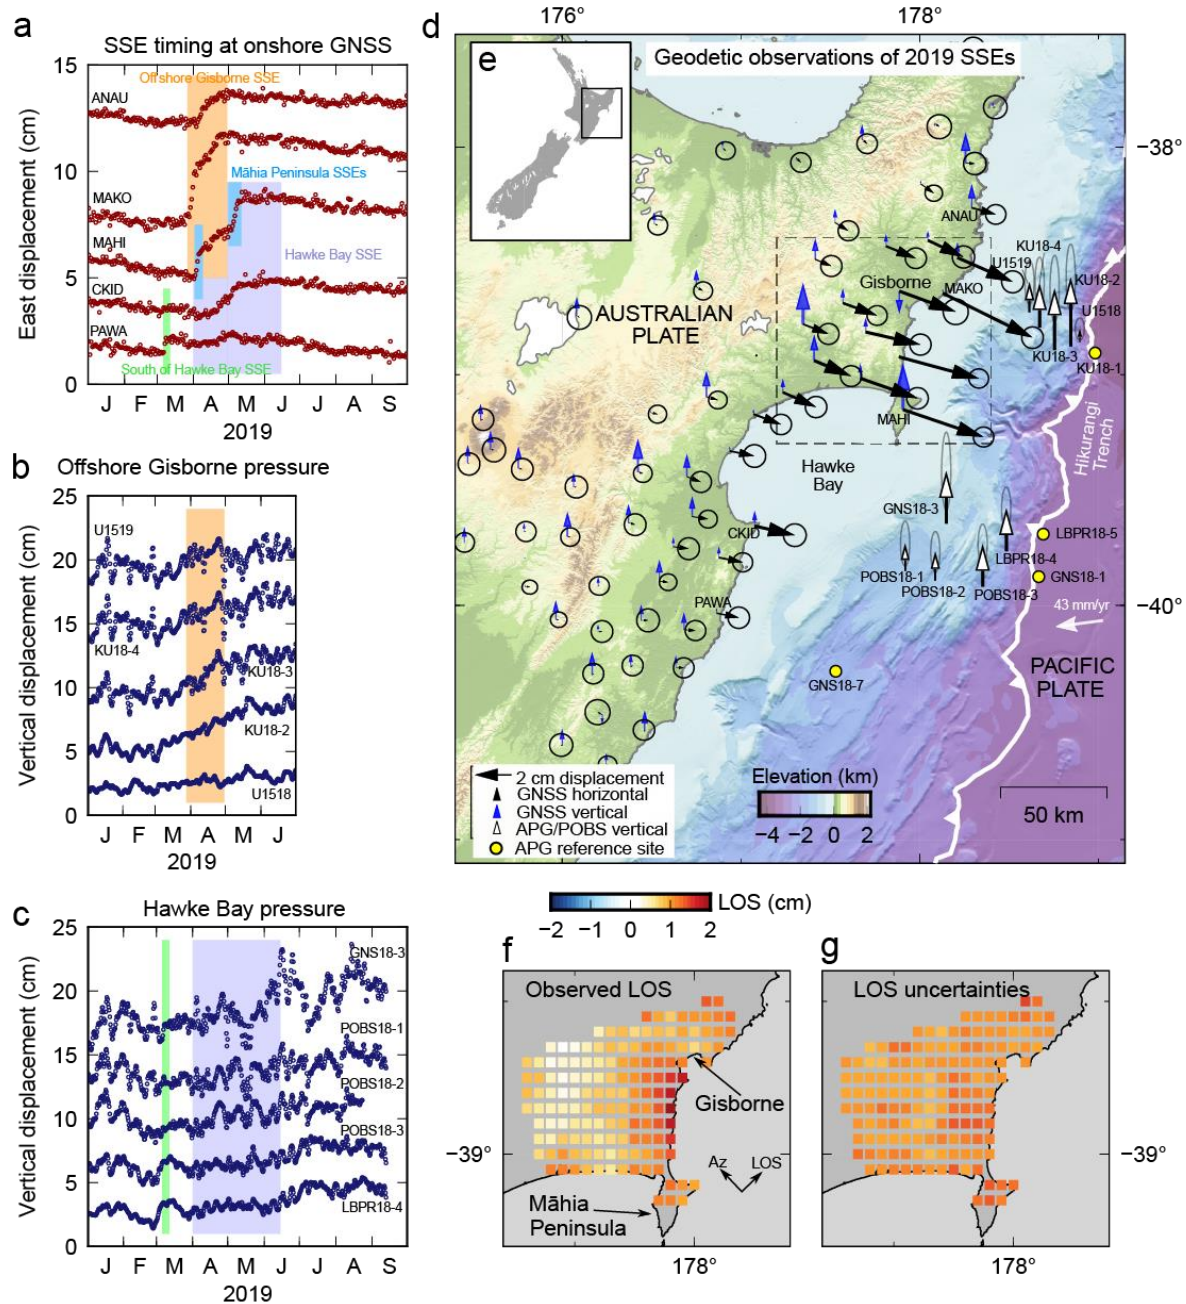 a
SSE timing at onshore GNSS
East displacement (cm)
15
10
5
0
Offshore Gisborne SSE
ANAU
Māhia Peninsula SSEs
MAKO
MAHI
Hawke Bay SSE
CKID
PAWA
South of Hawke Bay SSE
J F M A M J J A S
2019
b
Offshore Gisborne pressure
Vertical displacement (cm)
25
20
15
10
5
0
U1519
KU18-4
KU18-3
KU18-2
U1518
J F M A M J
2019
c
Hawke Bay pressure
Vertical displacement (cm)
25
20
15
10
5
0
GNS18-3
POBS18-1
POBS18-2
POBS18-3
LBPR18-4
J F M A M J J A S
2019
d
176°
178°
−38°
−40°
e
Geodetic observations of 2019 SSEs
ANAU
KU18-4
U1519
KU18-2
Gisborne
MAKO
U1518
AUSTRALIAN
PLATE
KU18-3
KU18-1
MAHI
Hikurangi
Trench
Hawke
Bay
GNS18-3
CKID
LBPR18-5
LBPR18-4
POBS18-1
POBS18-2
POBS18-3
GNS18-1
PAWA
43 mm/yr
PACIFIC
PLATE
GNS18-7
2 cm displacement
GNSS horizontal
GNSS vertical
APG/POBS vertical
APG reference site
Elevation (km)
−4 −2 0 2
50 km
LOS (cm)
−2 −1 0 1 2
f
Observed LOS
Gisborne
Az
LOS
Māhia
Peninsula
−39°
178°
g
LOS uncertainties
−39°
178°